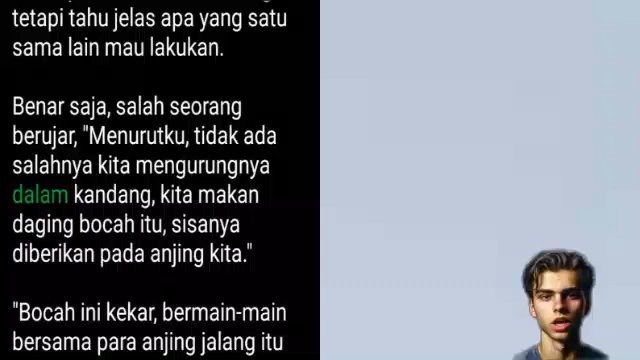 tetapi tahu jelas apa yang satu
sama lain mau lakukan.
Benar saja, salah seorang
berujar, "Menurutku, tidak ada
salahnya kita mengurungnya
dalam kandang, kita makan
daging bocah itu, sisanya
diberikan pada anjing kita."
"Bocah ini kekar, bermain-main
bersama para anjing jalang itu